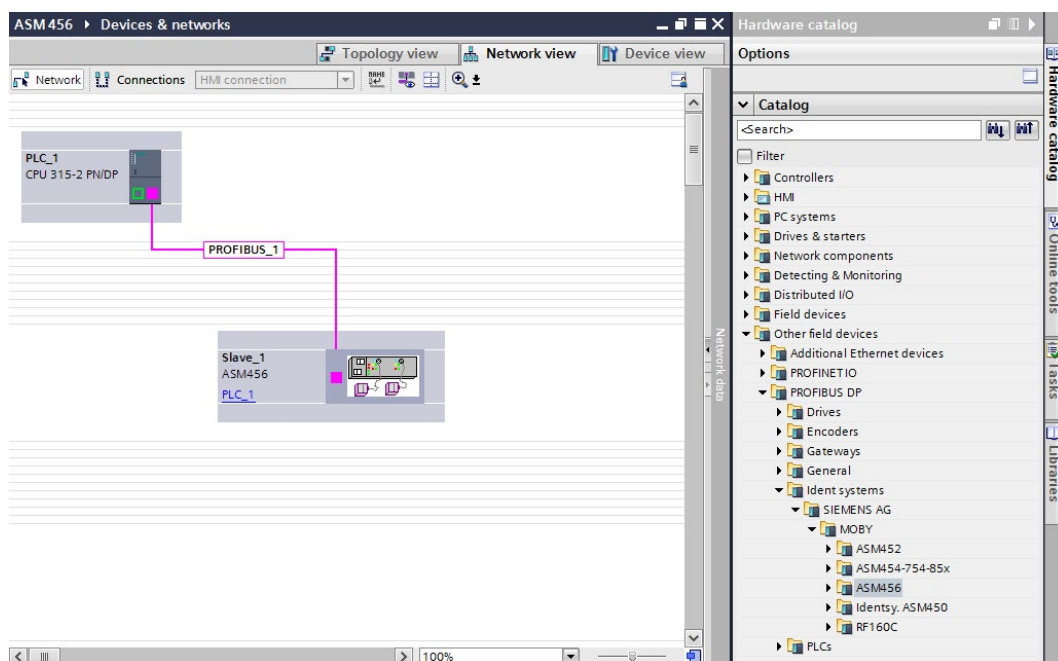 ASM 456 ▸ Devices & networks
Topology view
Network view
Device view
Network
Connections
HMI connection
PLC_1
CPU 315-2 PN/DP
PROFIBUS_1
Slave_1
ASM456
PLC_1
100%
Network data
Hardware catalog
Options
Catalog
<Search>
Filter
Controllers
HMI
PC systems
Drives & starters
Network components
Detecting & Monitoring
Distributed I/O
Field devices
Other field devices
Additional Ethernet devices
PROFINET IO
PROFIBUS DP
Drives
Encoders
Gateways
General
Ident systems
SIEMENS AG
MOBY
ASM452
ASM454-754-85x
ASM456
Identsy. ASM450
RF160C
PLCs
Hardware catalog
Online tools
Tasks
Libraries